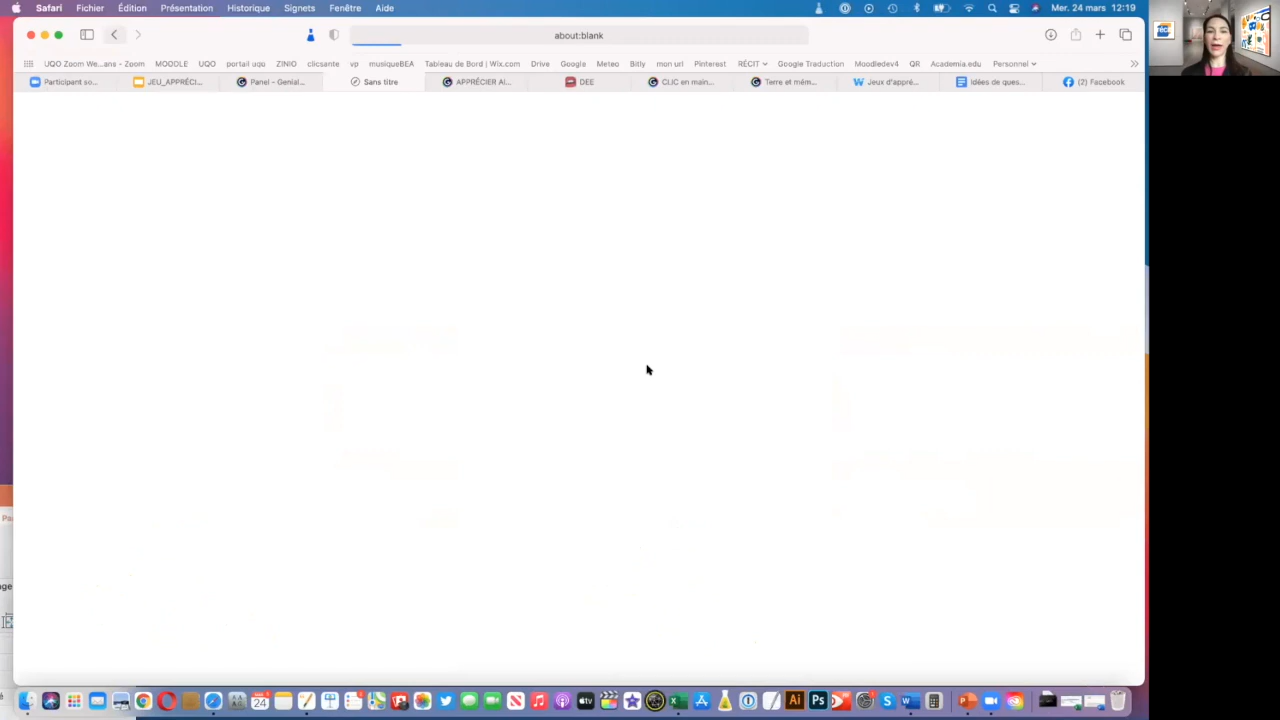 Safari Fichier Édition Présentation Historique Signets Fenêtre Aide Mer. 24 mars 12:19
about:blank
UQO Zoom We...ans - Zoom MOODLE UQO portail uqo ZINIO clicsante vp musiqueBEA Tableau de Bord | Wix.com Drive Google Meteo Bitly mon url Pinterest RÉCIT Google Traduction Moodledev4 QR Academia.edu Personnel
Participant so... JEU_APPRÉCI... Panel - Genial... Sans titre APPRÉCIER AI... DEE CLIC en main... Terre et mém... Jeux d'appré... Idées de ques... (2) Facebook